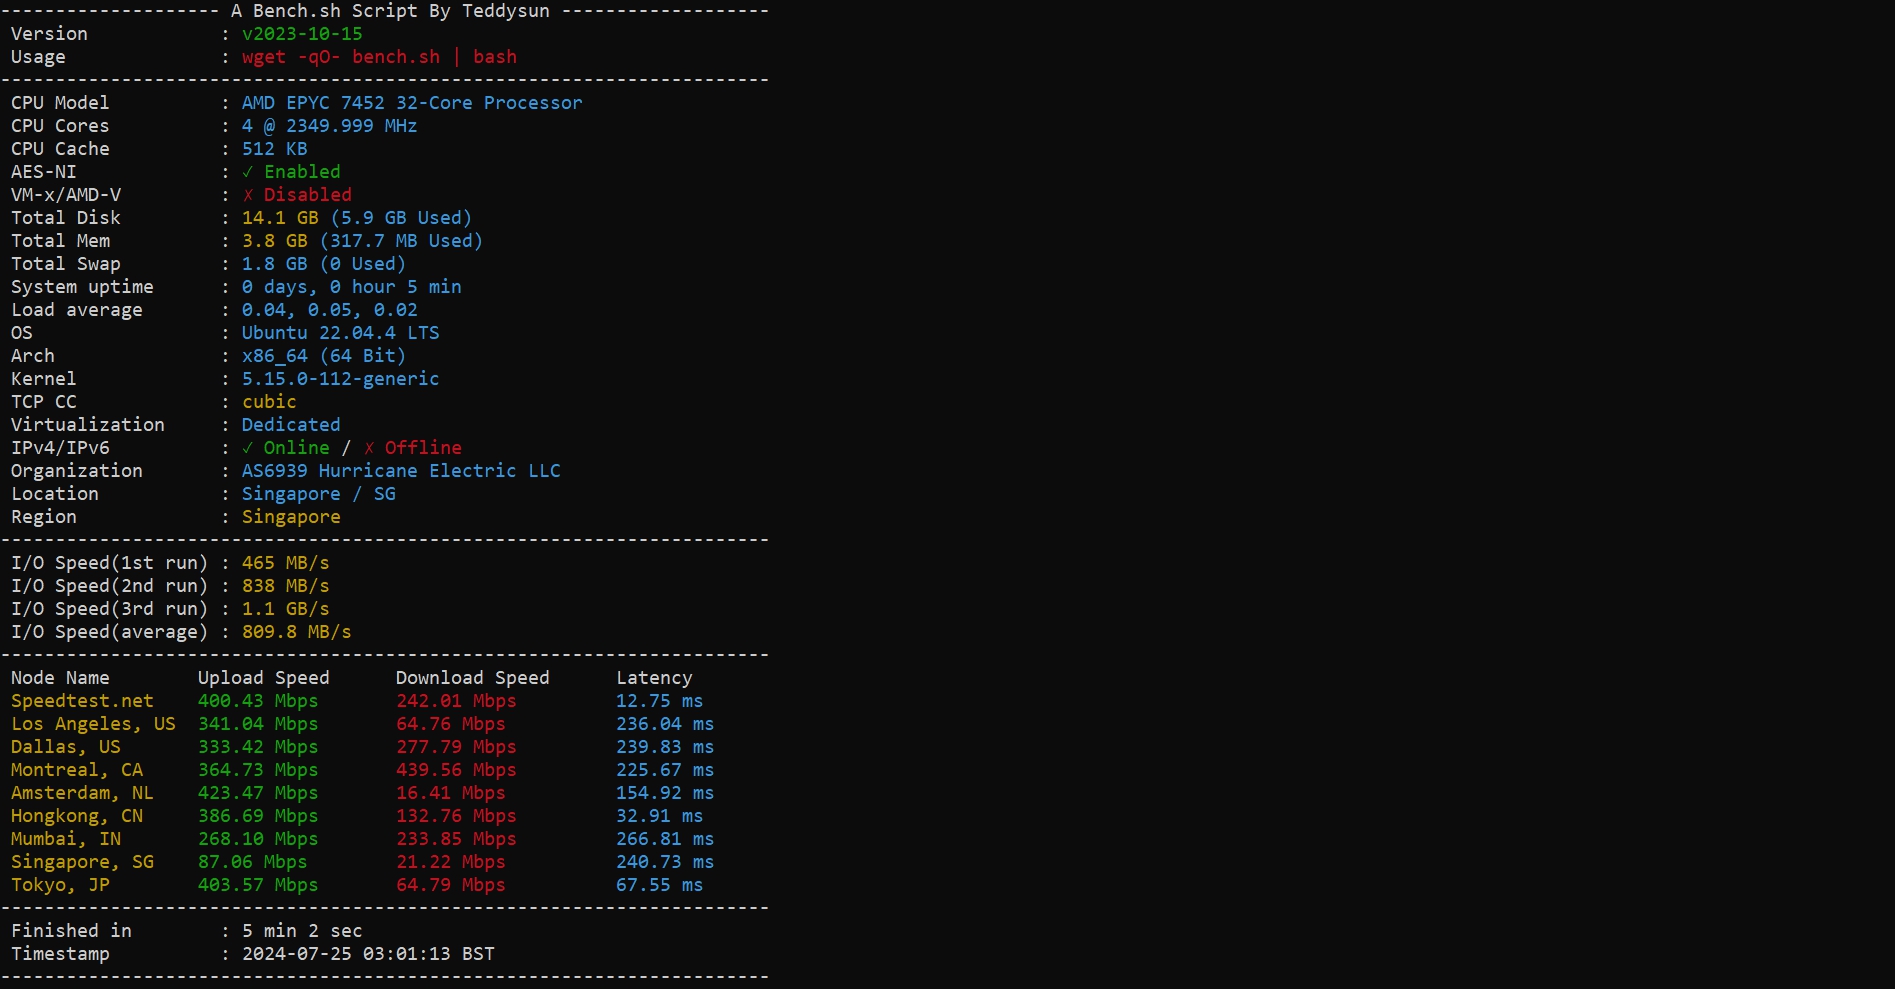 -------------------- A Bench.sh Script By Teddysun -------------------
 Version            : v2023-10-15
 Usage              : wget -qO- bench.sh | bash
----------------------------------------------------------------------
 CPU Model          : AMD EPYC 7452 32-Core Processor
 CPU Cores          : 4 @ 2349.999 MHz
 CPU Cache          : 512 KB
 AES-NI             : ✓ Enabled
 VM-x/AMD-V         : ✗ Disabled
 Total Disk         : 14.1 GB (5.9 GB Used)
 Total Mem          : 3.8 GB (317.7 MB Used)
 Total Swap         : 1.8 GB (0 Used)
 System uptime      : 0 days, 0 hour 5 min
 Load average       : 0.04, 0.05, 0.02
 OS                 : Ubuntu 22.04.4 LTS
 Arch               : x86_64 (64 Bit)
 Kernel             : 5.15.0-112-generic
 TCP CC             : cubic
 Virtualization     : Dedicated
 IPv4/IPv6          : ✓ Online / ✗ Offline
 Organization       : AS6939 Hurricane Electric LLC
 Location           : Singapore / SG
 Region             : Singapore
----------------------------------------------------------------------
 I/O Speed(1st run) : 465 MB/s
 I/O Speed(2nd run) : 838 MB/s
 I/O Speed(3rd run) : 1.1 GB/s
 I/O Speed(average) : 809.8 MB/s
----------------------------------------------------------------------
 Node Name        Upload Speed      Download Speed      Latency
 Speedtest.net    400.43 Mbps       242.01 Mbps         12.75 ms
 Los Angeles, US  341.04 Mbps       64.76 Mbps          236.04 ms
 Dallas, US       333.42 Mbps       277.79 Mbps         239.83 ms
 Montreal, CA     364.73 Mbps       439.56 Mbps         225.67 ms
 Amsterdam, NL    423.47 Mbps       16.41 Mbps          154.92 ms
 Hongkong, CN     386.69 Mbps       132.76 Mbps         32.91 ms
 Mumbai, IN       268.10 Mbps       233.85 Mbps         266.81 ms
 Singapore, SG    87.06 Mbps        21.22 Mbps          240.73 ms
 Tokyo, JP        403.57 Mbps       64.79 Mbps          67.55 ms
----------------------------------------------------------------------
 Finished in        : 5 min 2 sec
 Timestamp          : 2024-07-25 03:01:13 BST
----------------------------------------------------------------------